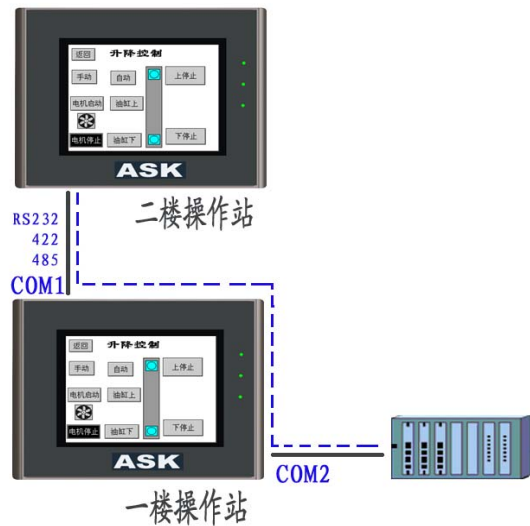 返回 升降控制
手动 自动 上停止
电机启动 油缸上
电机停止 油缸下 下停止
ASK
二楼操作站
RS232
422
485
COM1
返回 升降控制
手动 自动 上停止
电机启动 油缸上
电机停止 油缸下 下停止
ASK
COM2
一楼操作站